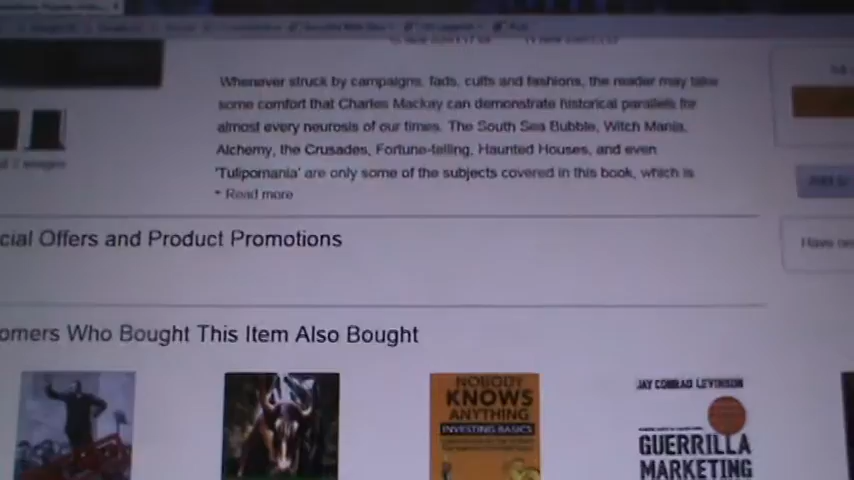 Whenever struck by campaigns, fads, cults and fashions, the reader may take
some comfort that Charles Mackay can demonstrate historical parallels for
almost every neurosis of our times. The South Sea Bubble, Witch Mania,
Alchemy, the Crusades, Fortune-telling, Haunted Houses, and even
'Tulipomania' are only some of the subjects covered in this book, which is
Read more
cial Offers and Product Promotions
Have
omers Who Bought This Item Also Bought
NOBODY
KNOWS
ANYTHING
INVESTING BASICS
JAY CONRAD LEVINSON
GUERRILLA
MARKETING